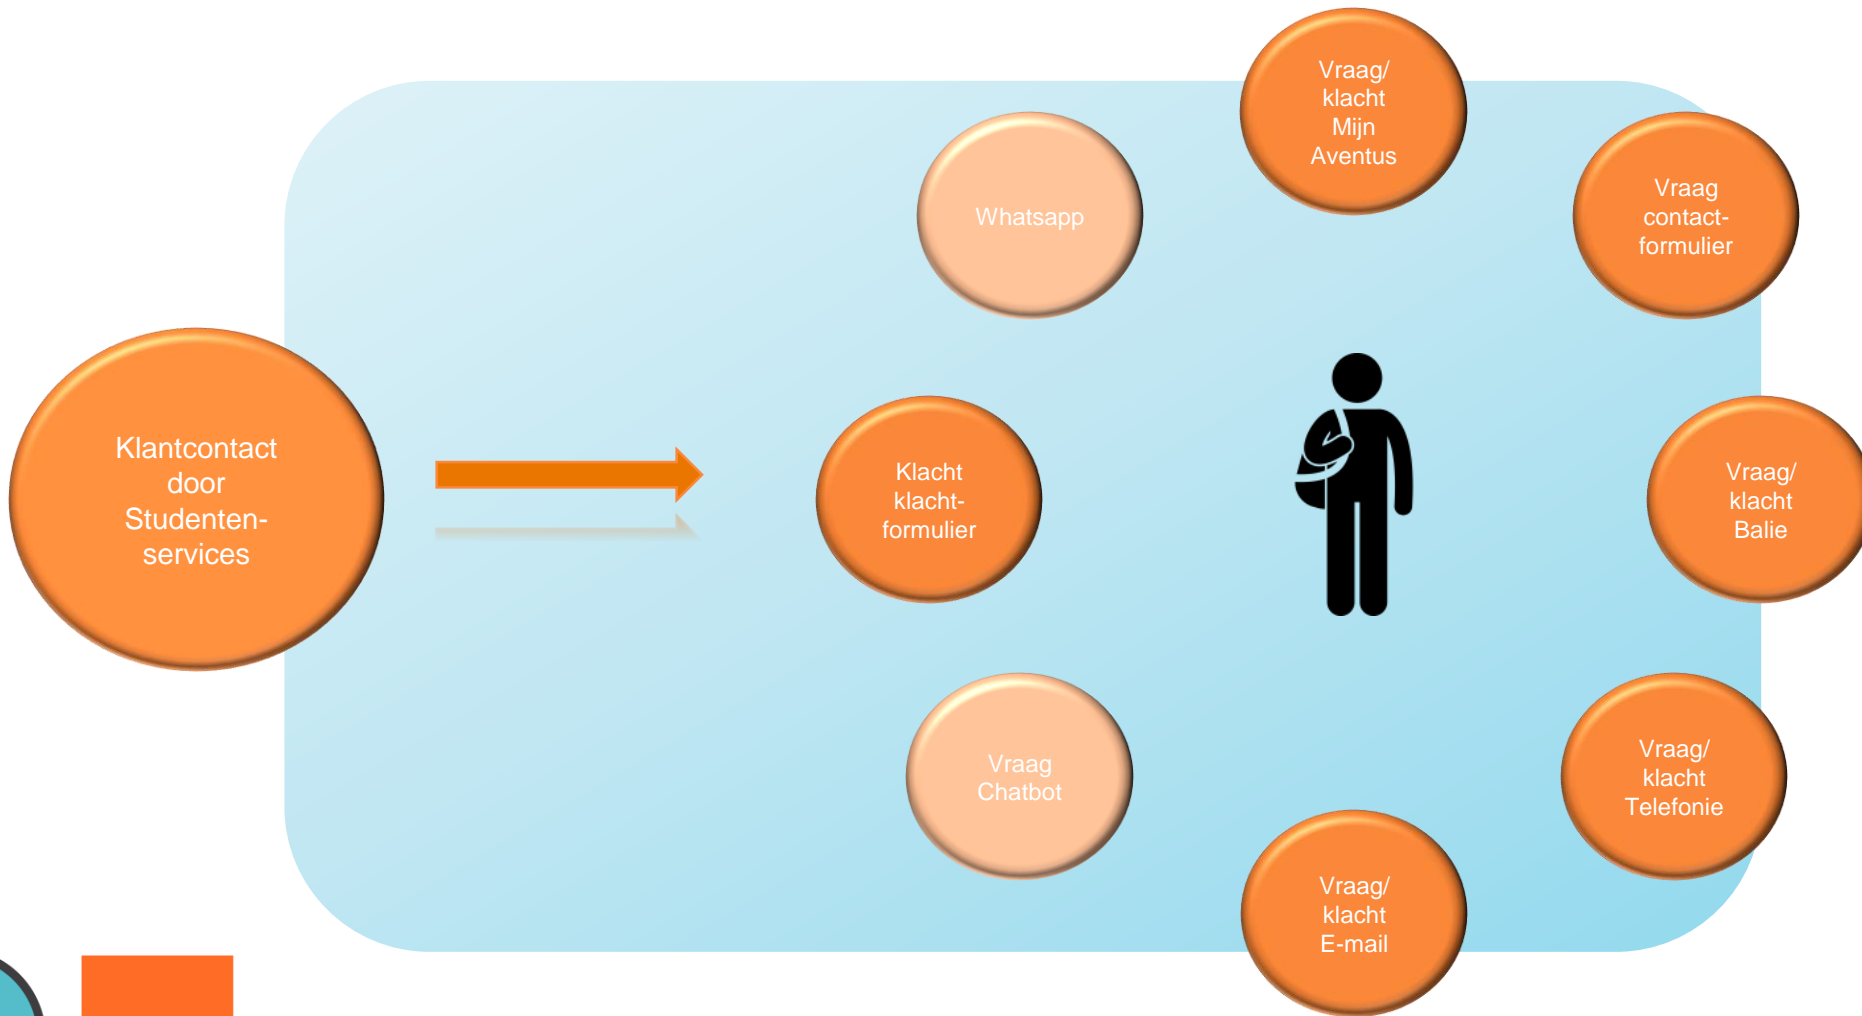 Vraag/
klacht
Mijn
Aventus
Whatsapp
Vraag
contact-
formulier
Klantcontact
door
Studenten-
services
Klacht
klacht-
formulier
Vraag/
klacht
Balie
Vraag
Chatbot
Vraag/
klacht
Telefonie
Vraag/
klacht
E-mail